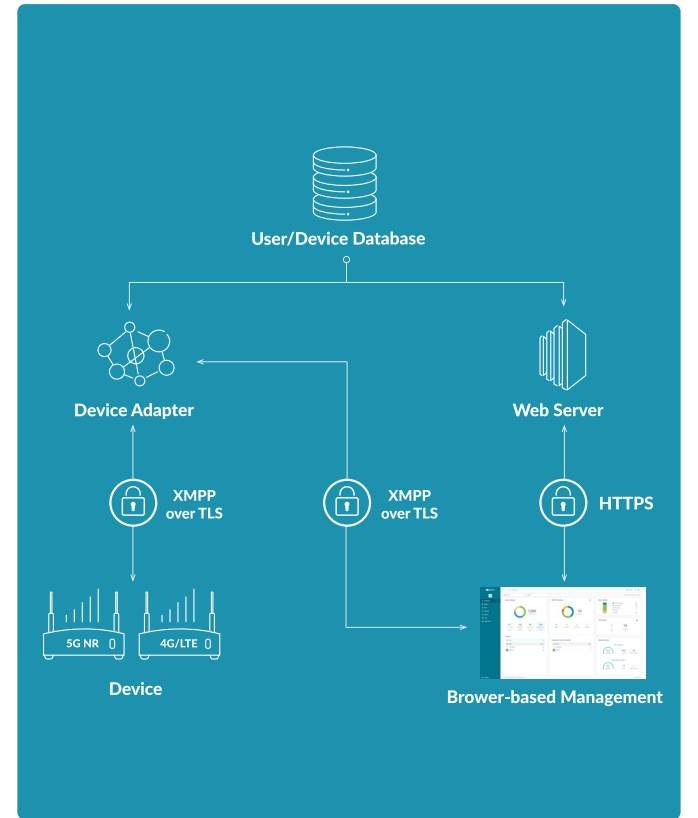 User/Device Database
Device Adapter
Web Server
XMPP
over TLS
XMPP
over TLS
HTTPS
5G NR
4G/LTE
Device
Brower-based Management